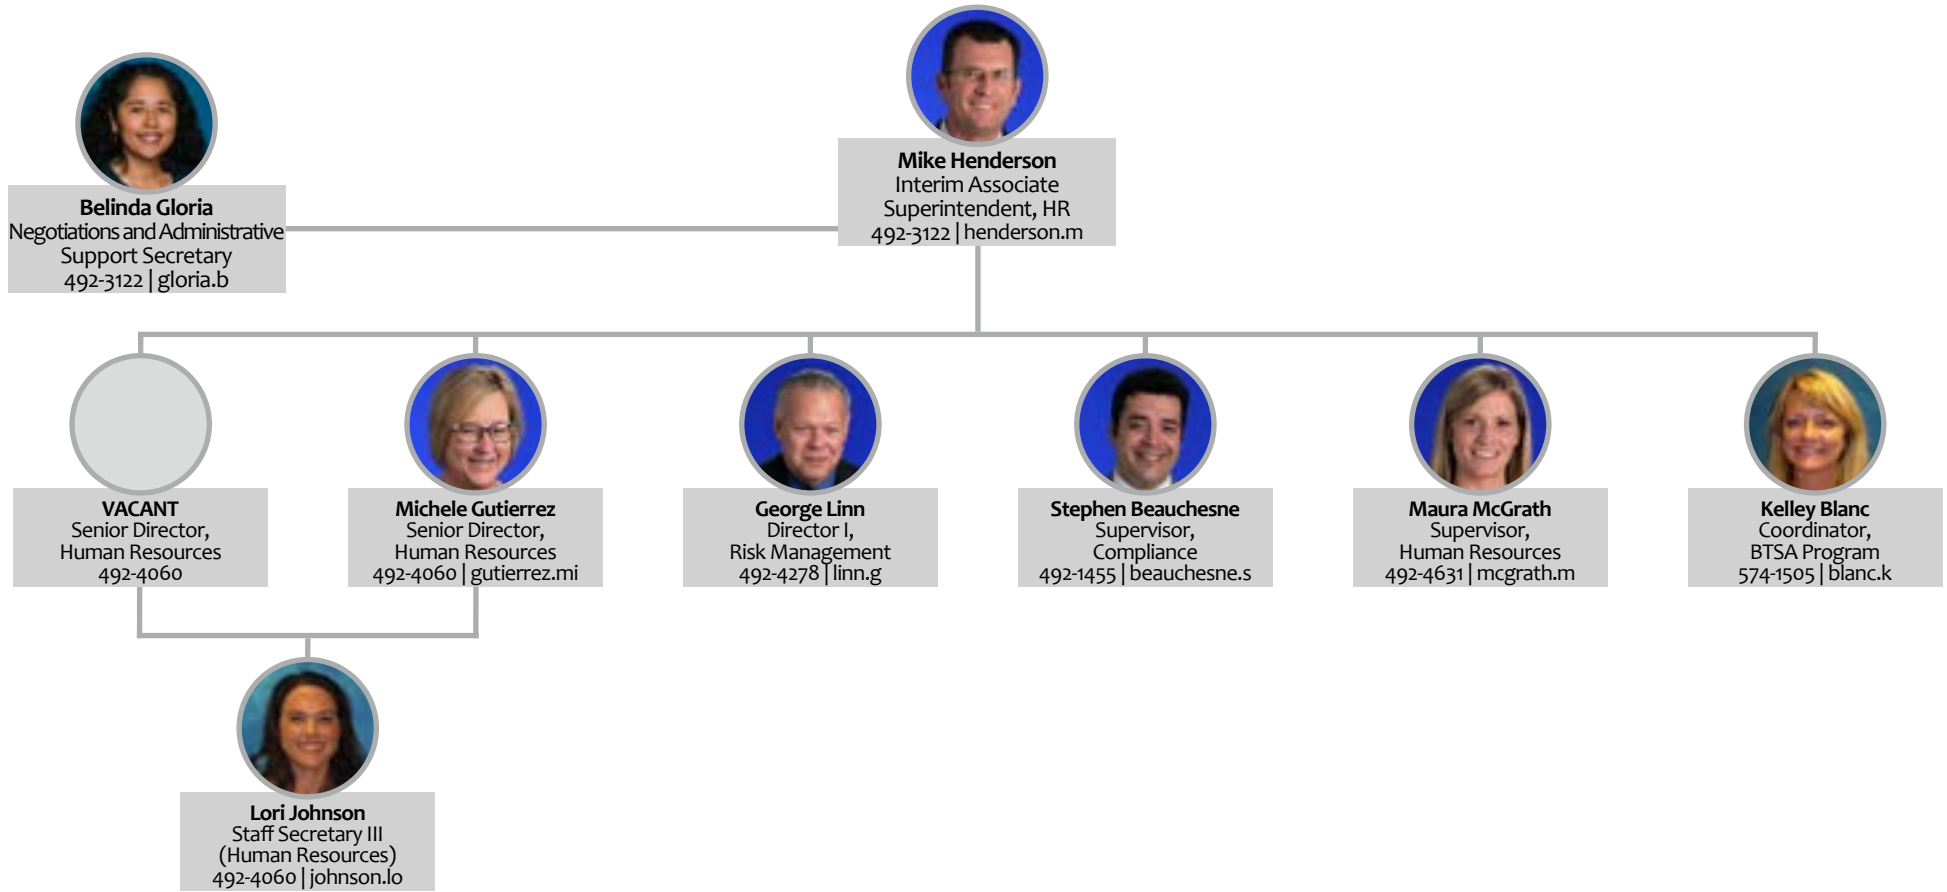 Mike Henderson
Interim Associate
Superintendent, HR
492-3122 | henderson.m
Belinda Gloria
Negotiations and Administrative
Support Secretary
492-3122 | gloria.b
VACANT
Senior Director,
Human Resources
492-4060
Michele Gutierrez
Senior Director,
Human Resources
492-4060 | gutierrez.mi
George Linn
Director I,
Risk Management
492-4278 | linn.g
Stephen Beauchesne
Supervisor,
Compliance
492-1455 | beauchesne.s
Maura McGrath
Supervisor,
Human Resources
492-4631 | mcgrath.m
Kelley Blanc
Coordinator,
BTSA Program
574-1505 | blanc.k
Lori Johnson
Staff Secretary III
(Human Resources)
492-4060 | johnson.lo